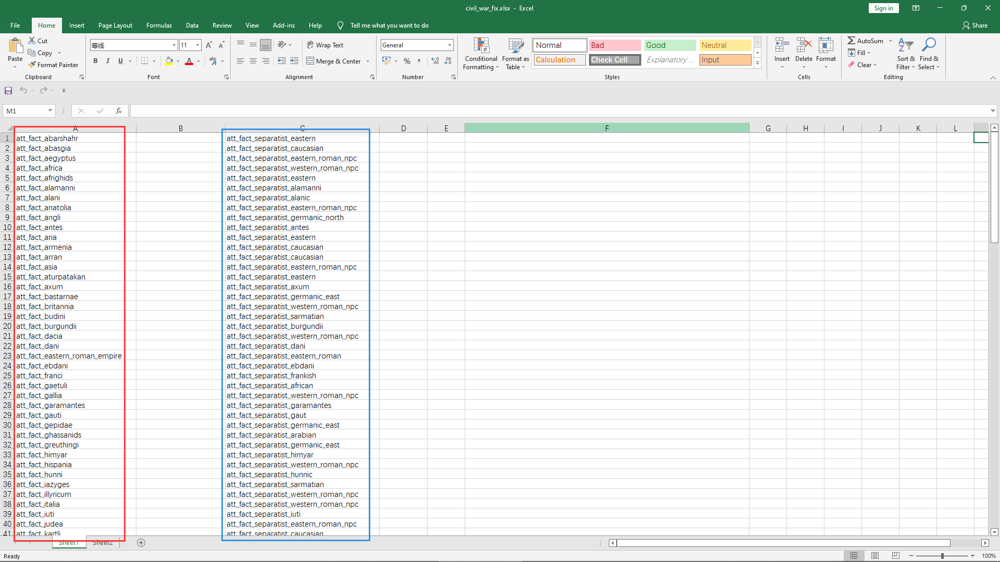 civil_war_fix.xlsx - Excel
Sign in
File Home Insert Page Layout Formulas Data Review View Add-ins Help Tell me what you want to do Share
Paste Cut Copy Format Painter
Clipboard
等线 11
B I U A abc A
Font
Wrap Text
Merge & Center
Alignment
General
% , .00 .0
Number
Conditional Formatting
Format as Table
Normal Bad Good Neutral
Calculation Check Cell Explanatory ... Input
Styles
Insert Delete Format
Cells
AutoSum
Fill
Clear
Sort & Filter
Find & Select
Editing
M1 fx
A B C D E F G H I J K L
1 att_fact_abarshahr att_fact_separatist_eastern
2 att_fact_abasgia att_fact_separatist_caucasian
3 att_fact_aegyptus att_fact_separatist_eastern_roman_npc
4 att_fact_africa att_fact_separatist_western_roman_npc
5 att_fact_afrighids att_fact_separatist_eastern
6 att_fact_alamanni att_fact_separatist_alamanni
7 att_fact_alani att_fact_separatist_alanic
8 att_fact_anatolia att_fact_separatist_eastern_roman_npc
9 att_fact_angli att_fact_separatist_germanic_north
10 att_fact_antes att_fact_separatist_antes
11 att_fact_aria att_fact_separatist_eastern
12 att_fact_armenia att_fact_separatist_caucasian
13 att_fact_arran att_fact_separatist_caucasian
14 att_fact_asia att_fact_separatist_eastern_roman_npc
15 att_fact_aturpatakan att_fact_separatist_eastern
16 att_fact_axum att_fact_separatist_axum
17 att_fact_bastarnae att_fact_separatist_germanic_east
18 att_fact_britannia att_fact_separatist_western_roman_npc
19 att_fact_budini att_fact_separatist_sarmatian
20 att_fact_burgundii att_fact_separatist_burgundii
21 att_fact_dacia att_fact_separatist_western_roman_npc
22 att_fact_dani att_fact_separatist_dani
23 att_fact_eastern_roman_empire att_fact_separatist_eastern_roman
24 att_fact_ebdani att_fact_separatist_ebdani
25 att_fact_franci att_fact_separatist_frankish
26 att_fact_gaetuli att_fact_separatist_african
27 att_fact_gallia att_fact_separatist_western_roman_npc
28 att_fact_garamantes att_fact_separatist_garamantes
29 att_fact_gauti att_fact_separatist_gaut
30 att_fact_gepidae att_fact_separatist_germanic_east
31 att_fact_ghassanids att_fact_separatist_arabian
32 att_fact_greuthingi att_fact_separatist_germanic_east
33 att_fact_himyar att_fact_separatist_himyar
34 att_fact_hispania att_fact_separatist_western_roman_npc
35 att_fact_hunni att_fact_separatist_hunnic
36 att_fact_iazyges att_fact_separatist_sarmatian
37 att_fact_illyricum att_fact_separatist_western_roman_npc
38 att_fact_italia att_fact_separatist_western_roman_npc
39 att_fact_iuti att_fact_separatist_iuti
40 att_fact_judea att_fact_separatist_eastern_roman_npc
41 att_fact_kartli att_fact_separatist_caucasian
Sheet1 Sheet2
Ready 100%